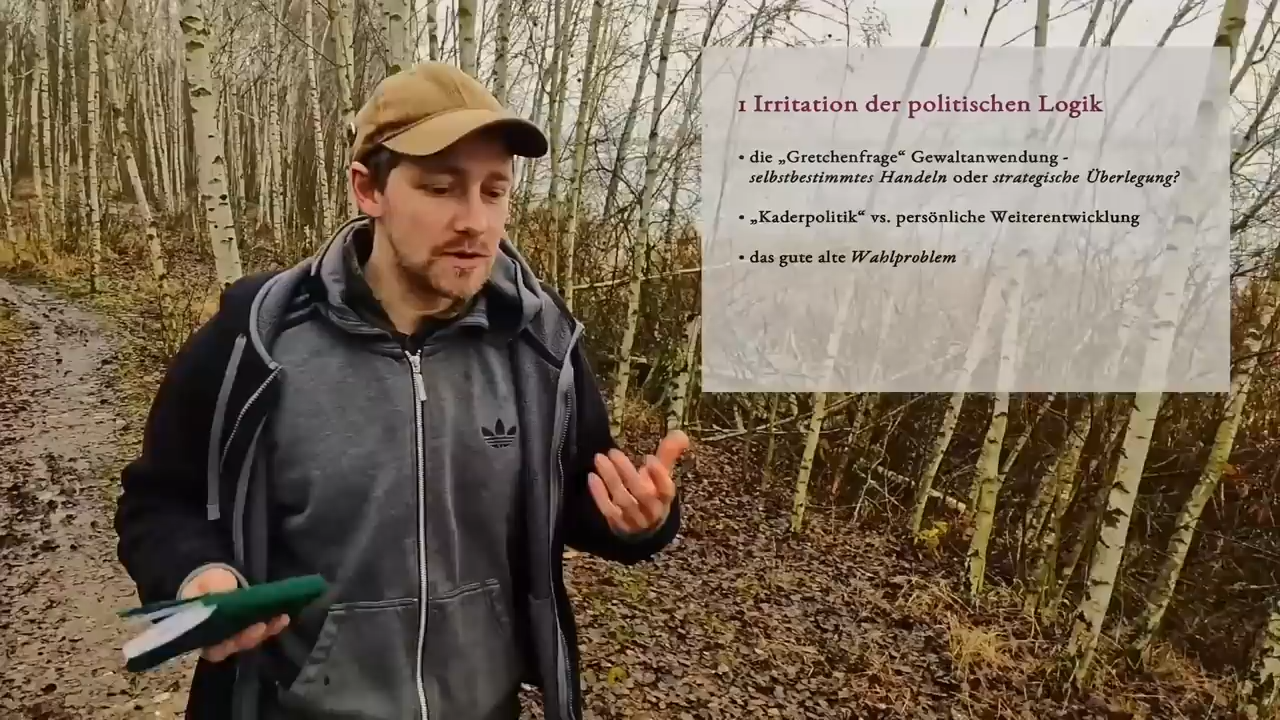 1 Irritation der politischen Logik
• die „Gretchenfrage“ Gewaltanwendung -
selbstbestimmtes Handeln oder strategische Überlegung?
• „Kaderpolitik“ vs. persönliche Weiterentwicklung
• das gute alte Wahlproblem